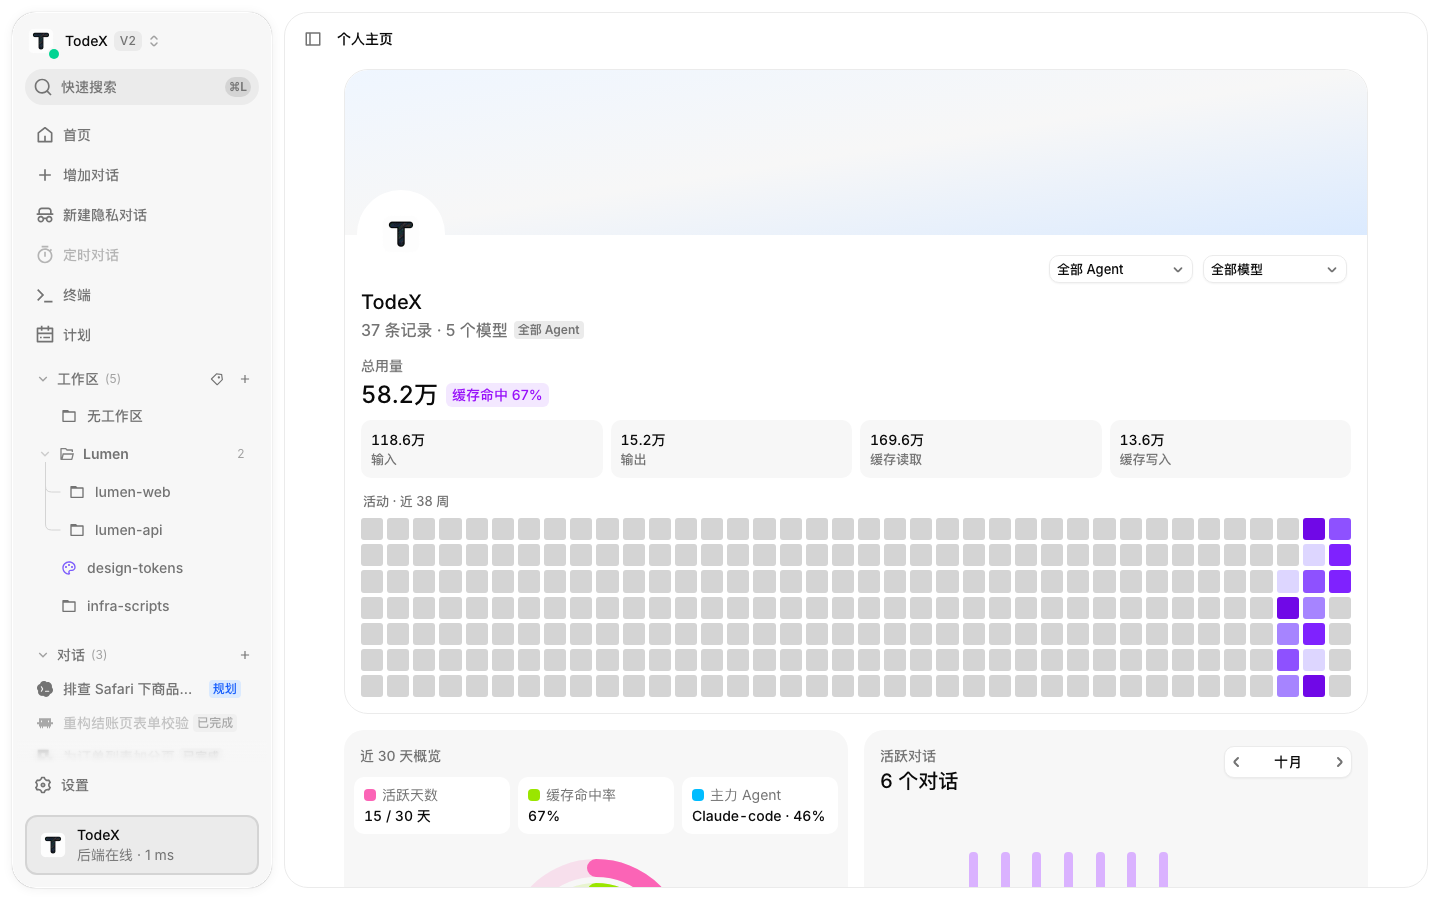 TodeX V2
快速搜索 ⌘L
首页
增加对话
新建隐私对话
定时对话
终端
计划
工作区 (5)
无工作区
Lumen 2
lumen-web
lumen-api
design-tokens
infra-scripts
对话 (3)
排查 Safari 下商品... 规划
重构结账页表单校验 已完成
设置
TodeX
后端在线 · 1 ms
个人主页
全部 Agent
全部模型
TodeX
37 条记录 · 5 个模型 全部 Agent
总用量
58.2万 缓存命中 67%
118.6万
输入
15.2万
输出
169.6万
缓存读取
13.6万
缓存写入
活动 · 近 38 周
近 30 天概览
活跃天数
15 / 30 天
缓存命中率
67%
主力 Agent
Claude-code · 46%
活跃对话
6 个对话
十月